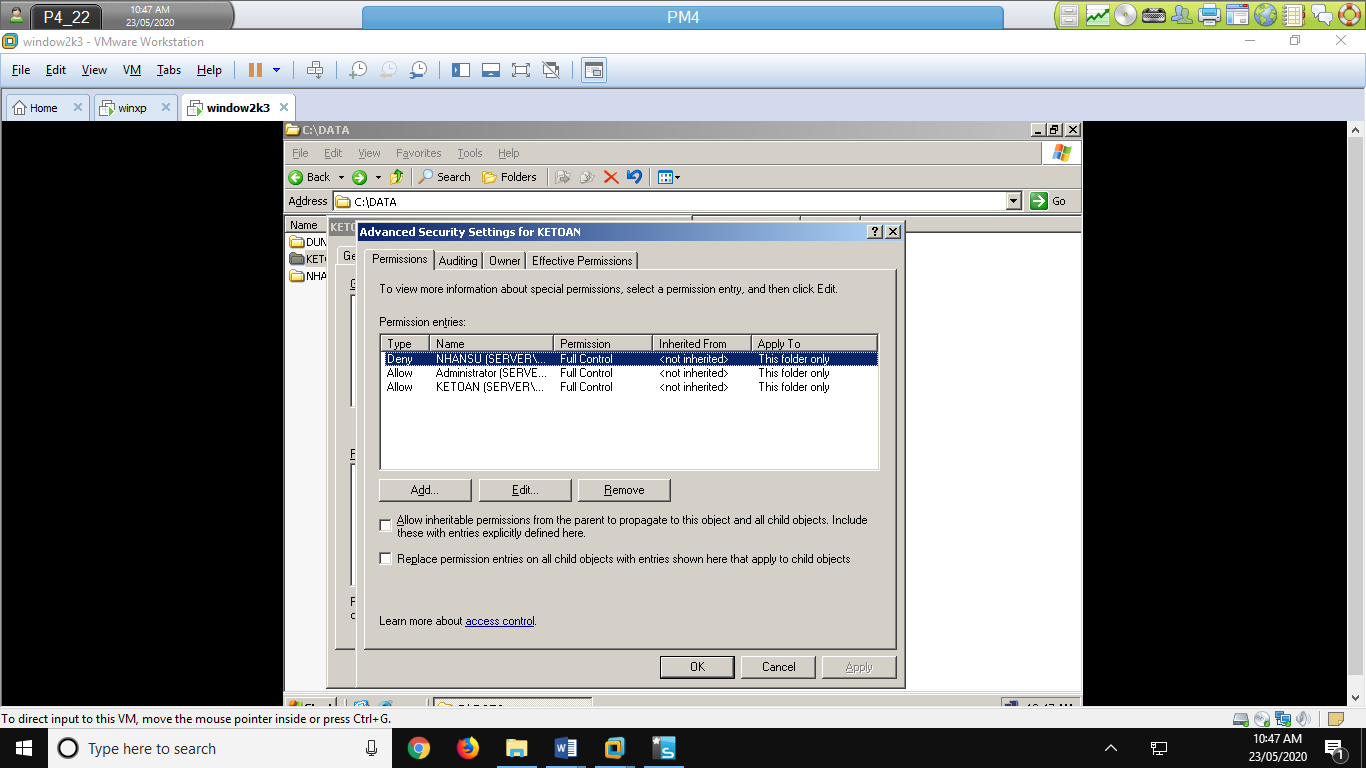 P4_22
10:47 AM
23/05/2020
PM4
window2k3 - VMware Workstation
File Edit View VM Tabs Help
Home winxp window2k3
C:\DATA
File Edit View Favorites Tools Help
Back Search Folders
Address C:\DATA Go
Name
DUN
KETO
NHA
KETO
Ge
Advanced Security Settings for KETOAN
Permissions Auditing Owner Effective Permissions
To view more information about special permissions, select a permission entry, and then click Edit.
Permission entries:
Type Name Permission Inherited From Apply To
Deny NHANSU (SERVER\... Full Control <not inherited> This folder only
Allow Administrator (SERVE... Full Control <not inherited> This folder only
Allow KETOAN (SERVER\... Full Control <not inherited> This folder only
Add... Edit... Remove
Allow inheritable permissions from the parent to propagate to this object and all child objects. Include
these with entries explicitly defined here.
Replace permission entries on all child objects with entries shown here that apply to child objects
Learn more about access control.
OK Cancel Apply
To direct input to this VM, move the mouse pointer inside or press Ctrl+G.
Type here to search
10:47 AM
23/05/2020
1